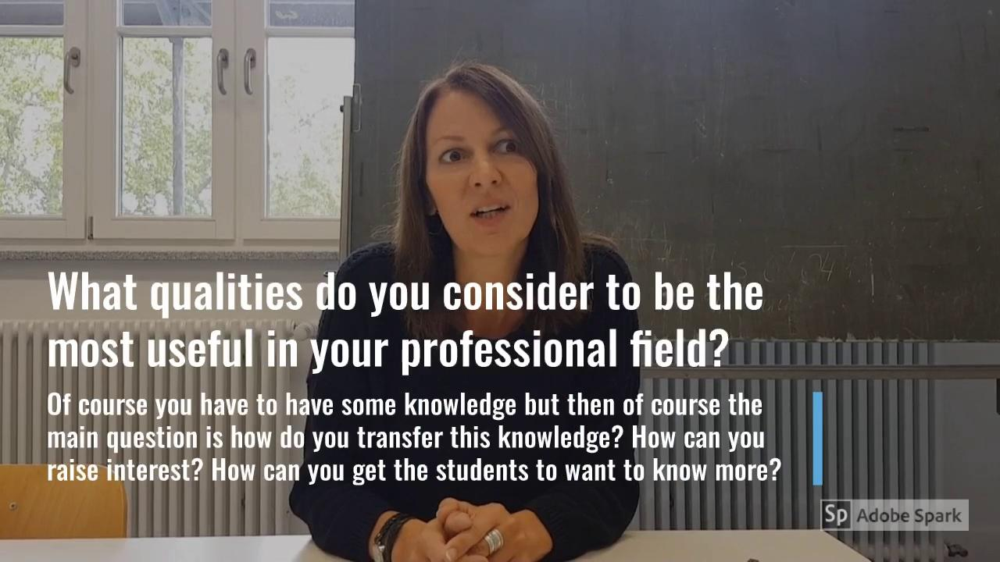 What qualities do you consider to be the
most useful in your professional field?
Of course you have to have some knowledge but then of course the
main question is how do you transfer this knowledge? How can you
raise interest? How can you get the students to want to know more?
Sp Adobe Spark